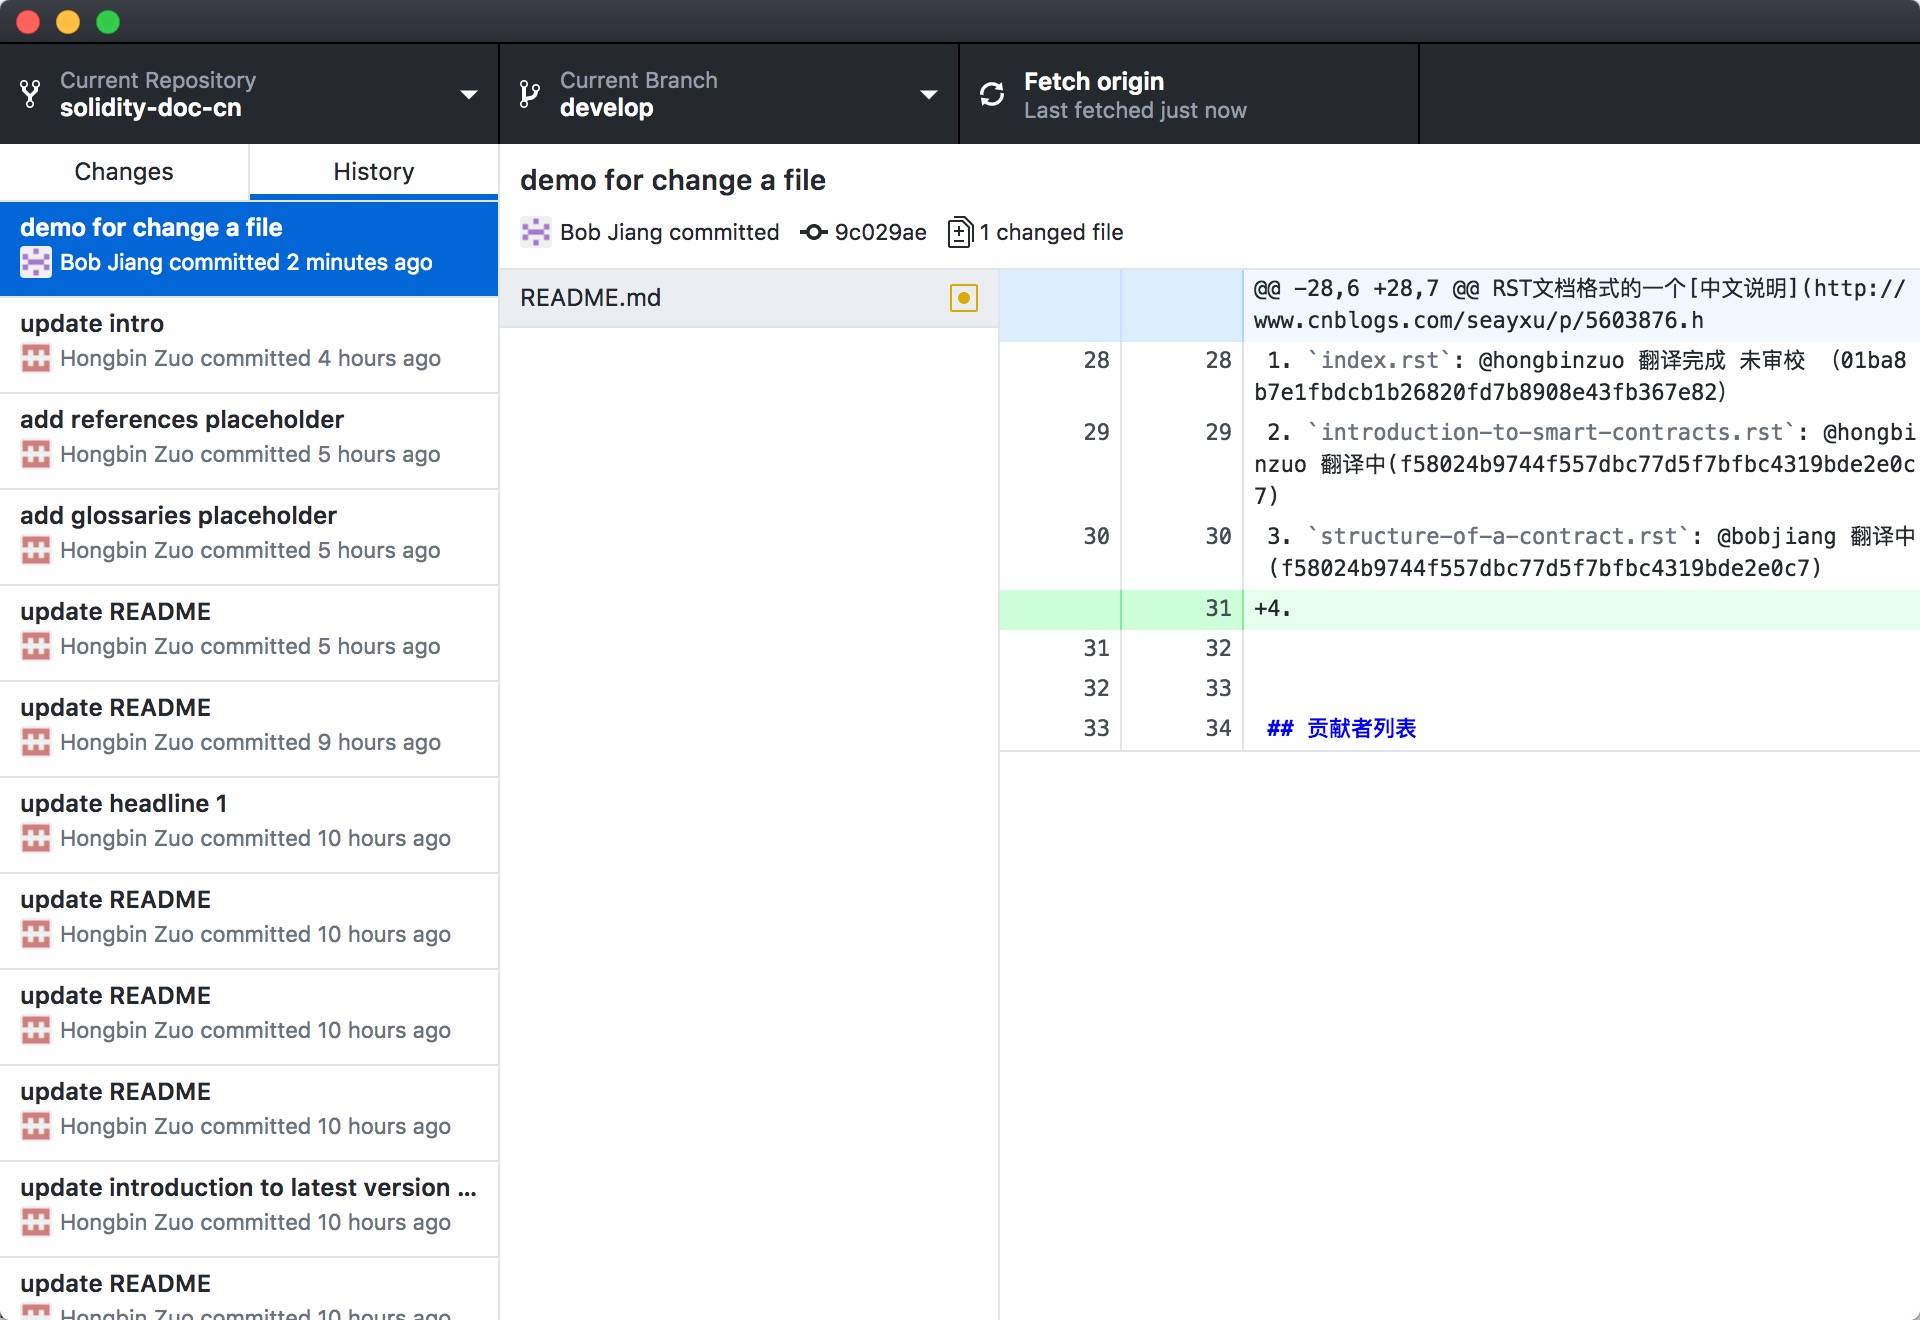 Current Repository
solidity-doc-cn
Current Branch
develop
Fetch origin
Last fetched just now
Changes
History
demo for change a file
Bob Jiang committed 2 minutes ago
update intro
Hongbin Zuo committed 4 hours ago
add references placeholder
Hongbin Zuo committed 5 hours ago
add glossaries placeholder
Hongbin Zuo committed 5 hours ago
update README
Hongbin Zuo committed 5 hours ago
update README
Hongbin Zuo committed 9 hours ago
update headline 1
Hongbin Zuo committed 10 hours ago
update README
Hongbin Zuo committed 10 hours ago
update README
Hongbin Zuo committed 10 hours ago
update README
Hongbin Zuo committed 10 hours ago
update introduction to latest version ...
Hongbin Zuo committed 10 hours ago
update README
Hongbin Zuo committed 10 hours ago
demo for change a file
Bob Jiang committed 9c029ae 1 changed file
README.md
@@ -28,6 +28,7 @@ RST文档格式的一个[中文说明](http://
www.cnblogs.com/seayxu/p/5603876.h
28 28 1. `index.rst`: @hongbinzuo 翻译完成 未审校 （01ba8
b7e1fbdcb1b26820fd7b8908e43fb367e82）
29 29 2. `introduction-to-smart-contracts.rst`: @hongbi
nzuo 翻译中(f58024b9744f557dbc77d5f7bfbc4319bde2e0c
7)
30 30 3. `structure-of-a-contract.rst`: @bobjiang 翻译中
(f58024b9744f557dbc77d5f7bfbc4319bde2e0c7)
31 +4.
31 32
32 33
33 34 ## 贡献者列表